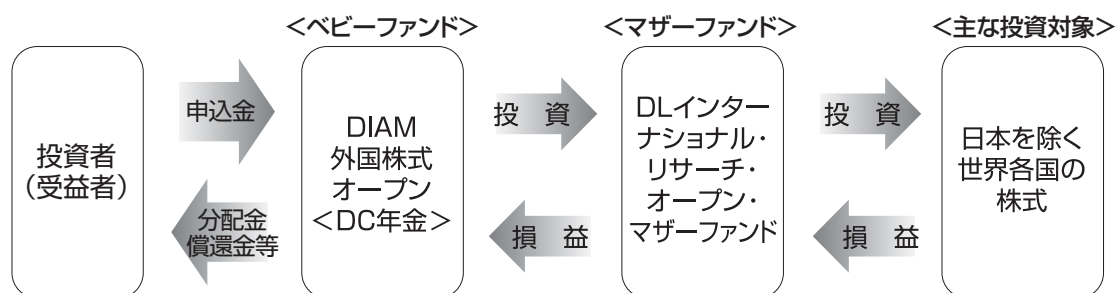 <ベビーファンド>
<マザーファンド>
<主な投資対象>
投資者
(受益者)
申込金
分配金
償還金等
DIAM
外国株式
オープン
<DC年金>
投 資
損 益
DLインター
ナショナル・
リサーチ・
オープン・
マザーファンド
投 資
損 益
日本を除く
世界各国の
株式